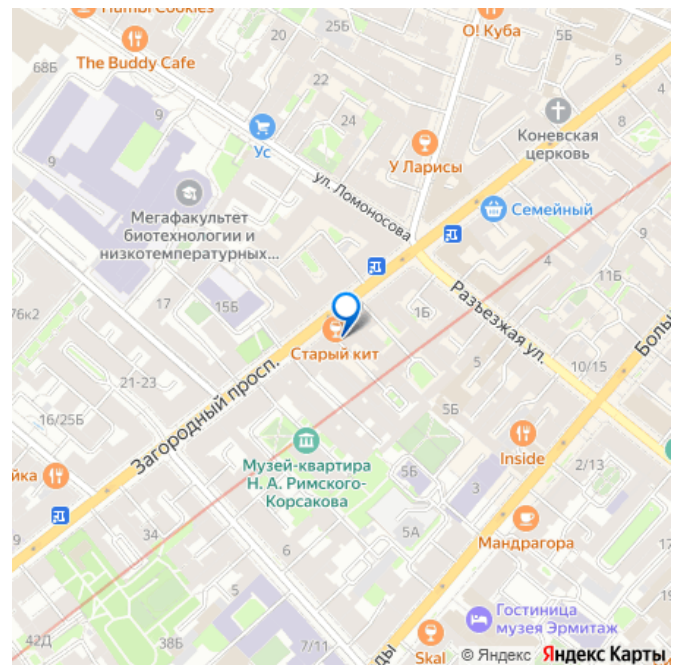 Humbl Cookies
25Б
20
О! Куба
5Б
The Buddy Cafe
68Б
22
9
24
8
Коневская
церковь
4
Ус
У Ларисы
9
ул. Ломоносова
Мегафакультет
биотехнологии и
низкотемпературных...
Семейный
4
11Б
17
15Б
76к2
1Б
Разъезжая ул.
Старый кит
5
10/15
21-23
Загородный просп.
16/25Б
5Б
Inside
Музей-квартира
Н. А. Римского-
Корсакова
5Б
2/13
3
9
34
5А
Мандрагора
6
5
Гостиница
музея Эрмитаж
42Д
38Б
7/11
Skal
© Яндекс Яндекс Карты